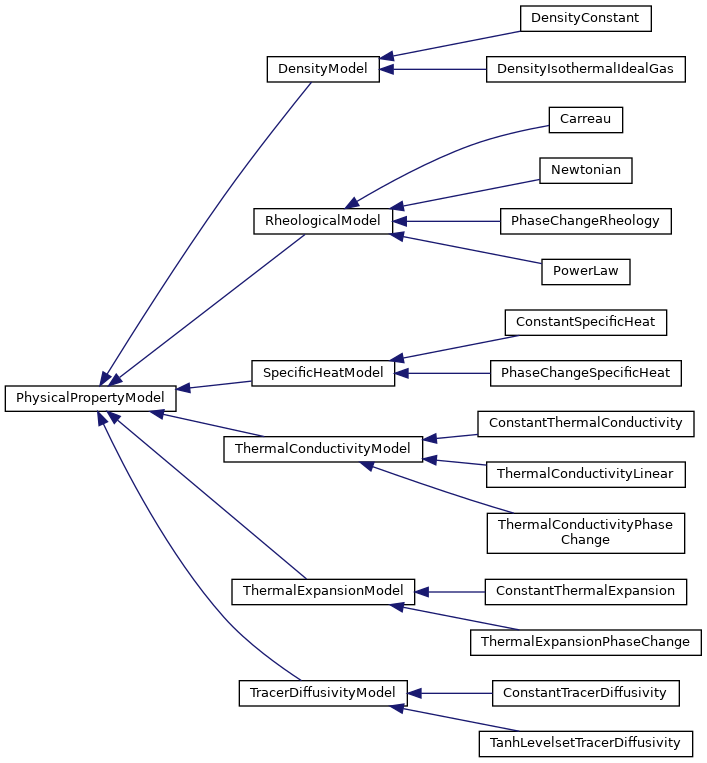 DensityConstant
DensityModel
DensityIsothermalIdealGas
Carreau
Newtonian
RheologicalModel
PhaseChangeRheology
PowerLaw
ConstantSpecificHeat
SpecificHeatModel
PhaseChangeSpecificHeat
PhysicalPropertyModel
ConstantThermalConductivity
ThermalConductivityModel
ThermalConductivityLinear
ThermalConductivityPhase
Change
ThermalExpansionModel
ConstantThermalExpansion
ThermalExpansionPhaseChange
TracerDiffusivityModel
ConstantTracerDiffusivity
TanhLevelsetTracerDiffusivity